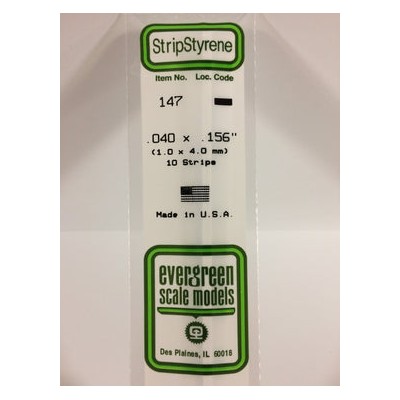 StripStyrene
Item No. Loc. Code
147
.040 x .156"
(1.0 x 4.0 mm)
10 Strips
Made in U.S.A.
evergreen
scale models
Des Plaines, IL 60018